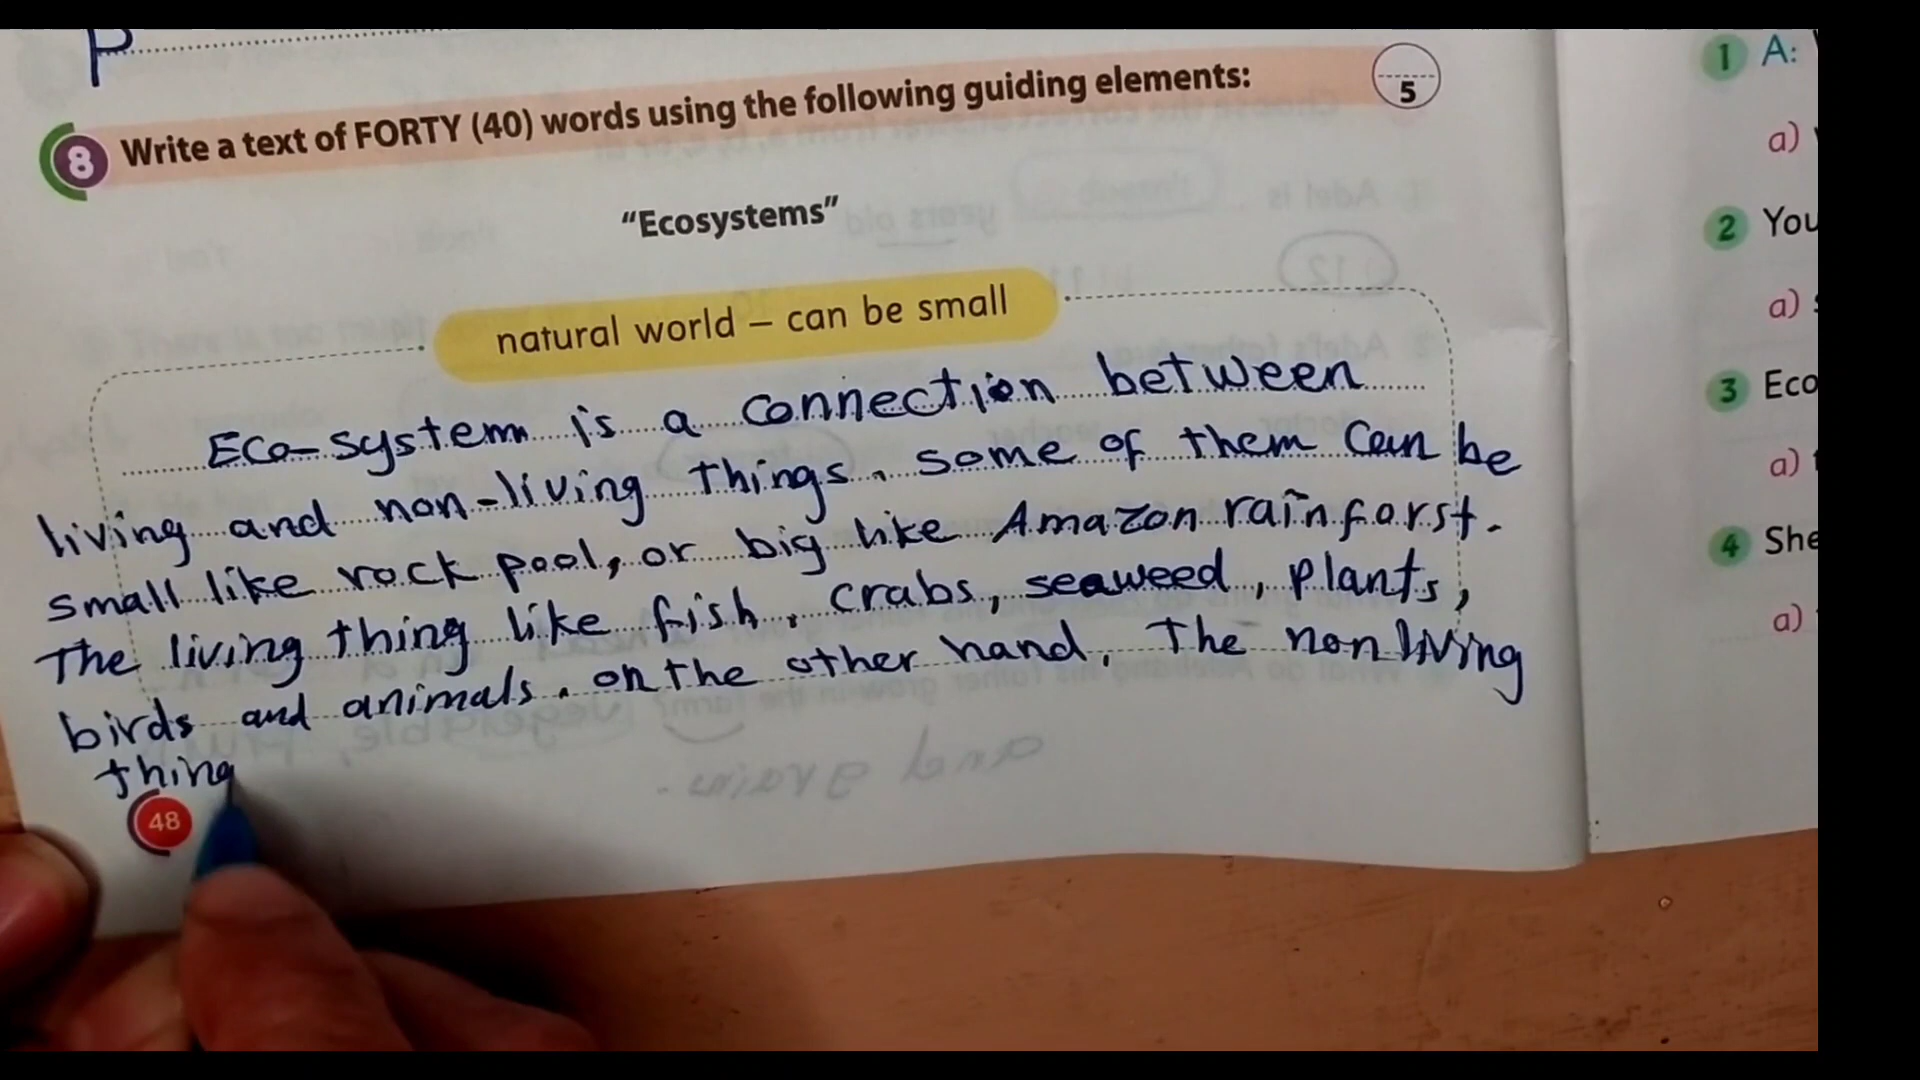 8 Write a text of FORTY (40) words using the following guiding elements:
5
"Ecosystems"
natural world – can be small
Eco-system is a connection between
living and non-living things. some of them can be
small like rock pool, or big like Amazon rainforst.
The living thing like fish, crabs, seaweed, plants,
birds and animals. on the other hand, The nonliving
thing
48
1 A:
a)
2 You
a)
3 Eco
a)
4 She
a)